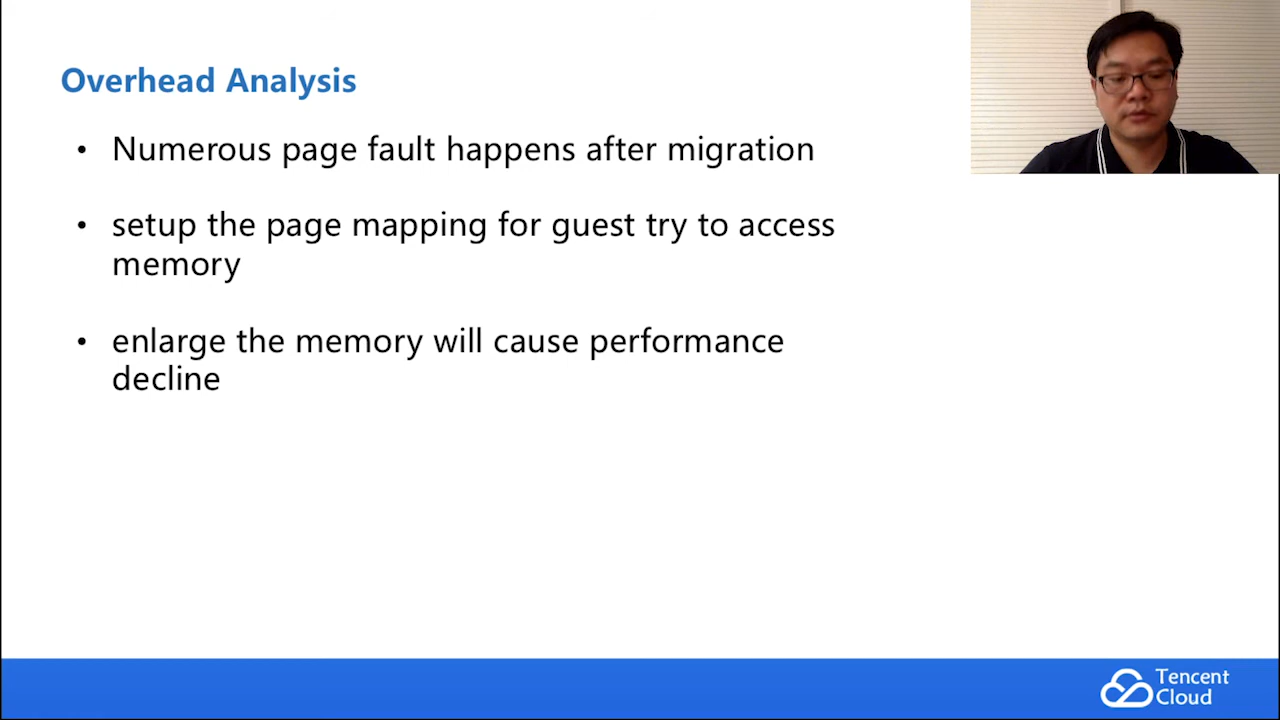 Overhead Analysis
• Numerous page fault happens after migration
• setup the page mapping for guest try to access
memory
• enlarge the memory will cause performance
decline
Tencent
Cloud